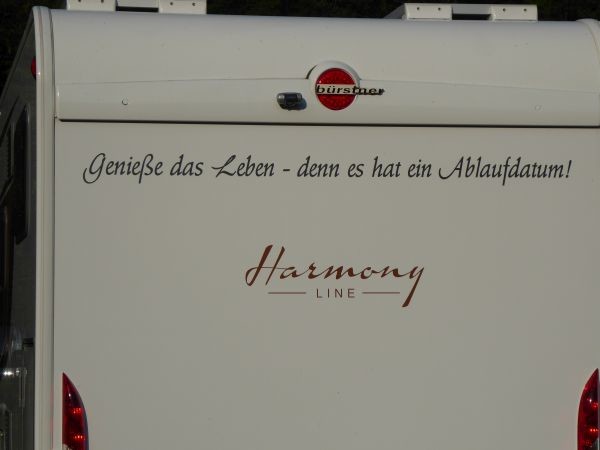 bürstner
Genieße das Leben - denn es hat ein Ablaufdatum!
Harmony
LINE